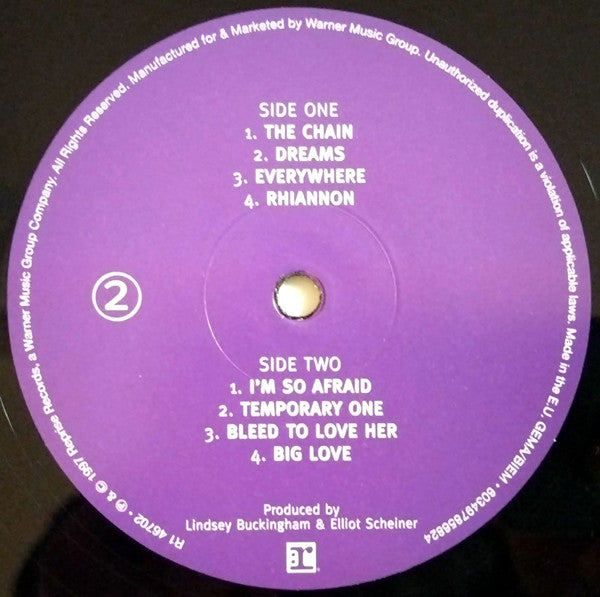 SIDE ONE
1. THE CHAIN
2. DREAMS
3. EVERYWHERE
4. RHIANNON
2
SIDE TWO
1. I'M SO AFRAID
2. TEMPORARY ONE
3. BLEED TO LOVE HER
4. BIG LOVE
Produced by
Lindsey Buckingham & Elliot Scheiner
r®
R1 46702 • ℗ & © 1997 Reprise Records, a Warner Music Group Company. All Rights Reserved. Manufactured for & Marketed by Warner Music Group. Unauthorized duplication is a violation of applicable laws. Made in the E.U. GEMA/BIEM • 603497858824